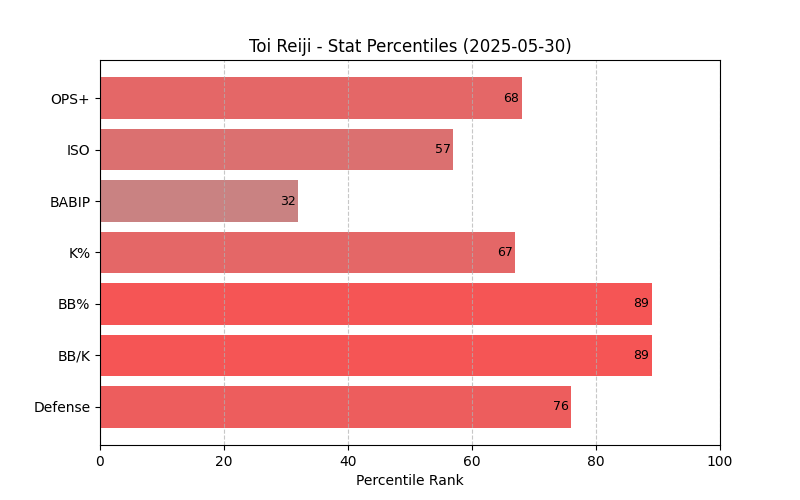 Toi Reiji - Stat Percentiles (2025-05-30)
OPS+ 68
ISO 57
BABIP 32
K% 67
BB% 89
BB/K 89
Defense 76
0 20 40 60 80 100
Percentile Rank